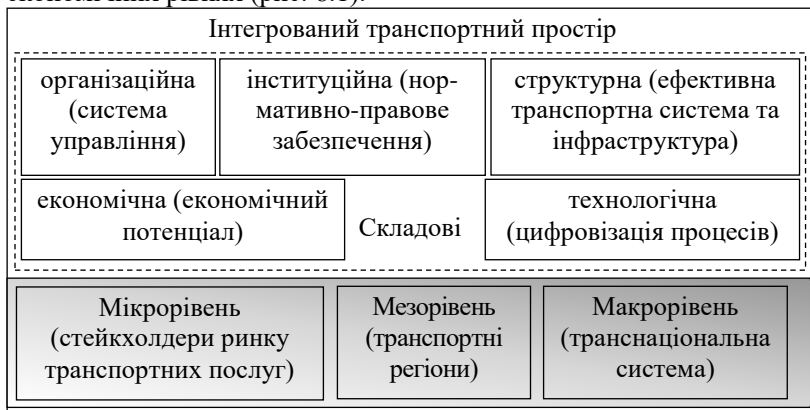 Інтегрований транспортний простір
організаційна
(система
управління)
інституційна (нор-
мативно-правове
забезпечення)
структурна (ефективна
транспортна система та
інфраструктура)
економічна (економічний
потенціал)
Складові
технологічна
(цифровізація процесів)
Мікрорівень
(стейкхолдери ринку
транспортних послуг)
Мезорівень
(транспортні
регіони)
Макрорівень
(транснаціональна
система)